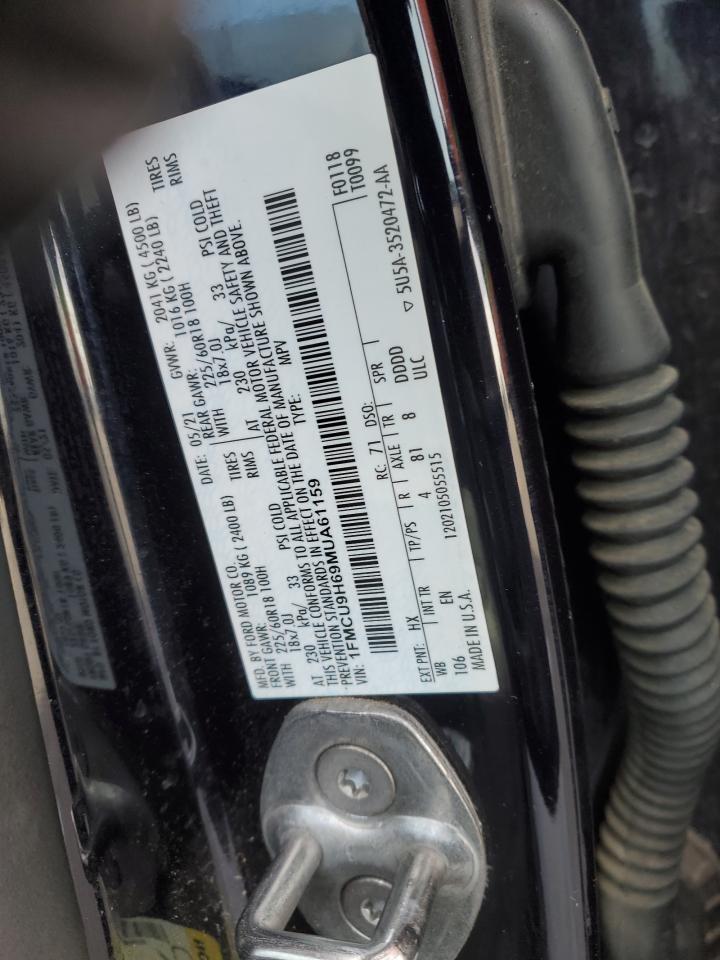 MFD. BY FORD MOTOR CO.
DATE: 05/21 GVWR: 2041 KG ( 4500 LB)
FRONT GAWR: 1089 KG ( 2400 LB) REAR GAWR: 1016 KG ( 2240 LB)
WITH 225/60R18 100H TIRES WITH 225/60R18 100H TIRES
18x7.0J RIMS 18x7.0J RIMS
AT 230 kPa/ 33 PSI COLD AT 230 kPa/ 33 PSI COLD
THIS VEHICLE CONFORMS TO ALL APPLICABLE FEDERAL MOTOR VEHICLE SAFETY AND THEFT
PREVENTION STANDARDS IN EFFECT ON THE DATE OF MANUFACTURE SHOWN ABOVE.
VIN: 1FMCU9H69MUA61159 TYPE: MPV
F0118
T0099
EXT PNT: HX RC: 71 DSO:
WB INT TR TP/PS R AXLE TR SPR
106 EN 4 81 8 DDDD
MADE IN U.S.A. 1202105055515 ULC
5U5A-3520472-AA